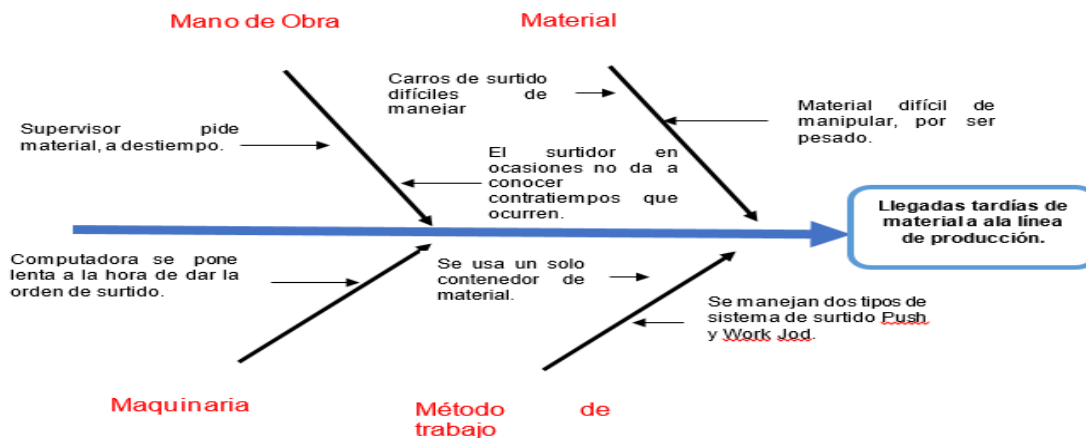 Mano de Obra
Material
Carros de surtido
difíciles de
manejar
Material difícil de
manipular, por ser
pesado.
Supervisor pide
material, a destiempo.
El surtidor en
ocasiones no da a
conocer
contratiempos que
ocurren.
Llegadas tardías de
material a ala línea
de producción.
Computadora se pone
lenta a la hora de dar la
orden de surtido.
Se usa un solo
contenedor de
material.
Se manejan dos tipos de
sistema de surtido Push
y Work Jod.
Maquinaria
Método de
trabajo